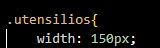 .utensilios{
width: 150px;